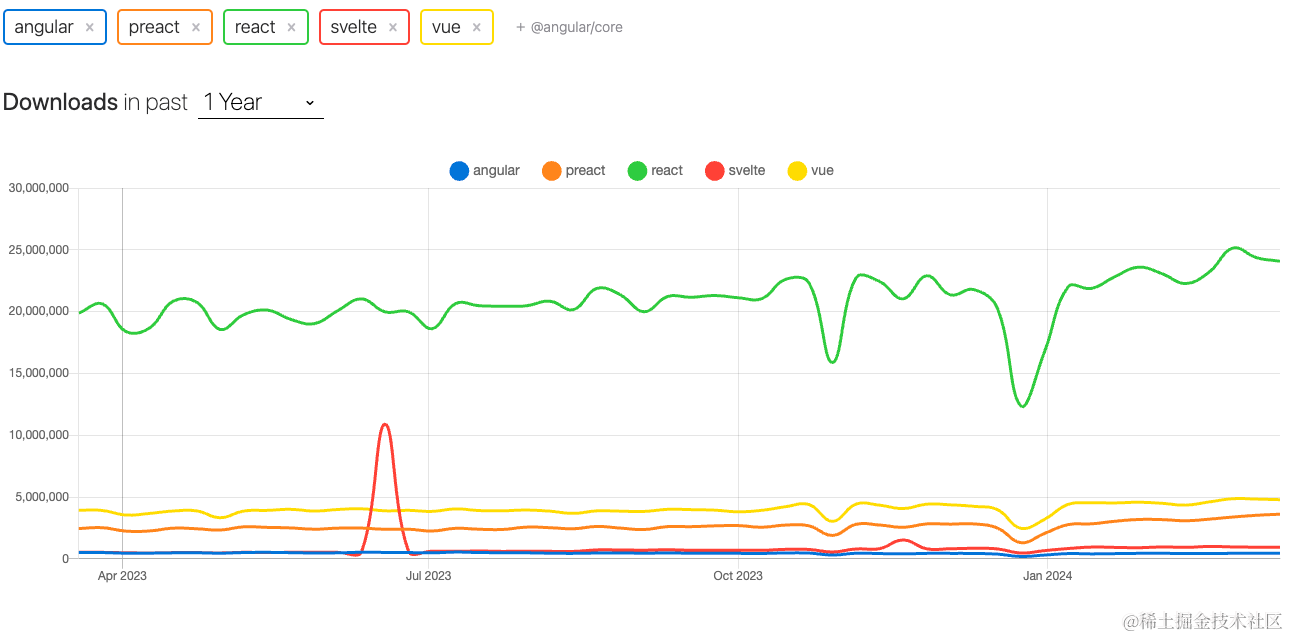 angular × preact × react × svelte × vue × + @angular/core
Downloads in past 1 Year
angular preact react svelte vue
30,000,000
25,000,000
20,000,000
15,000,000
10,000,000
5,000,000
0
Apr 2023 Jul 2023 Oct 2023 Jan 2024
@稀土掘金技术社区